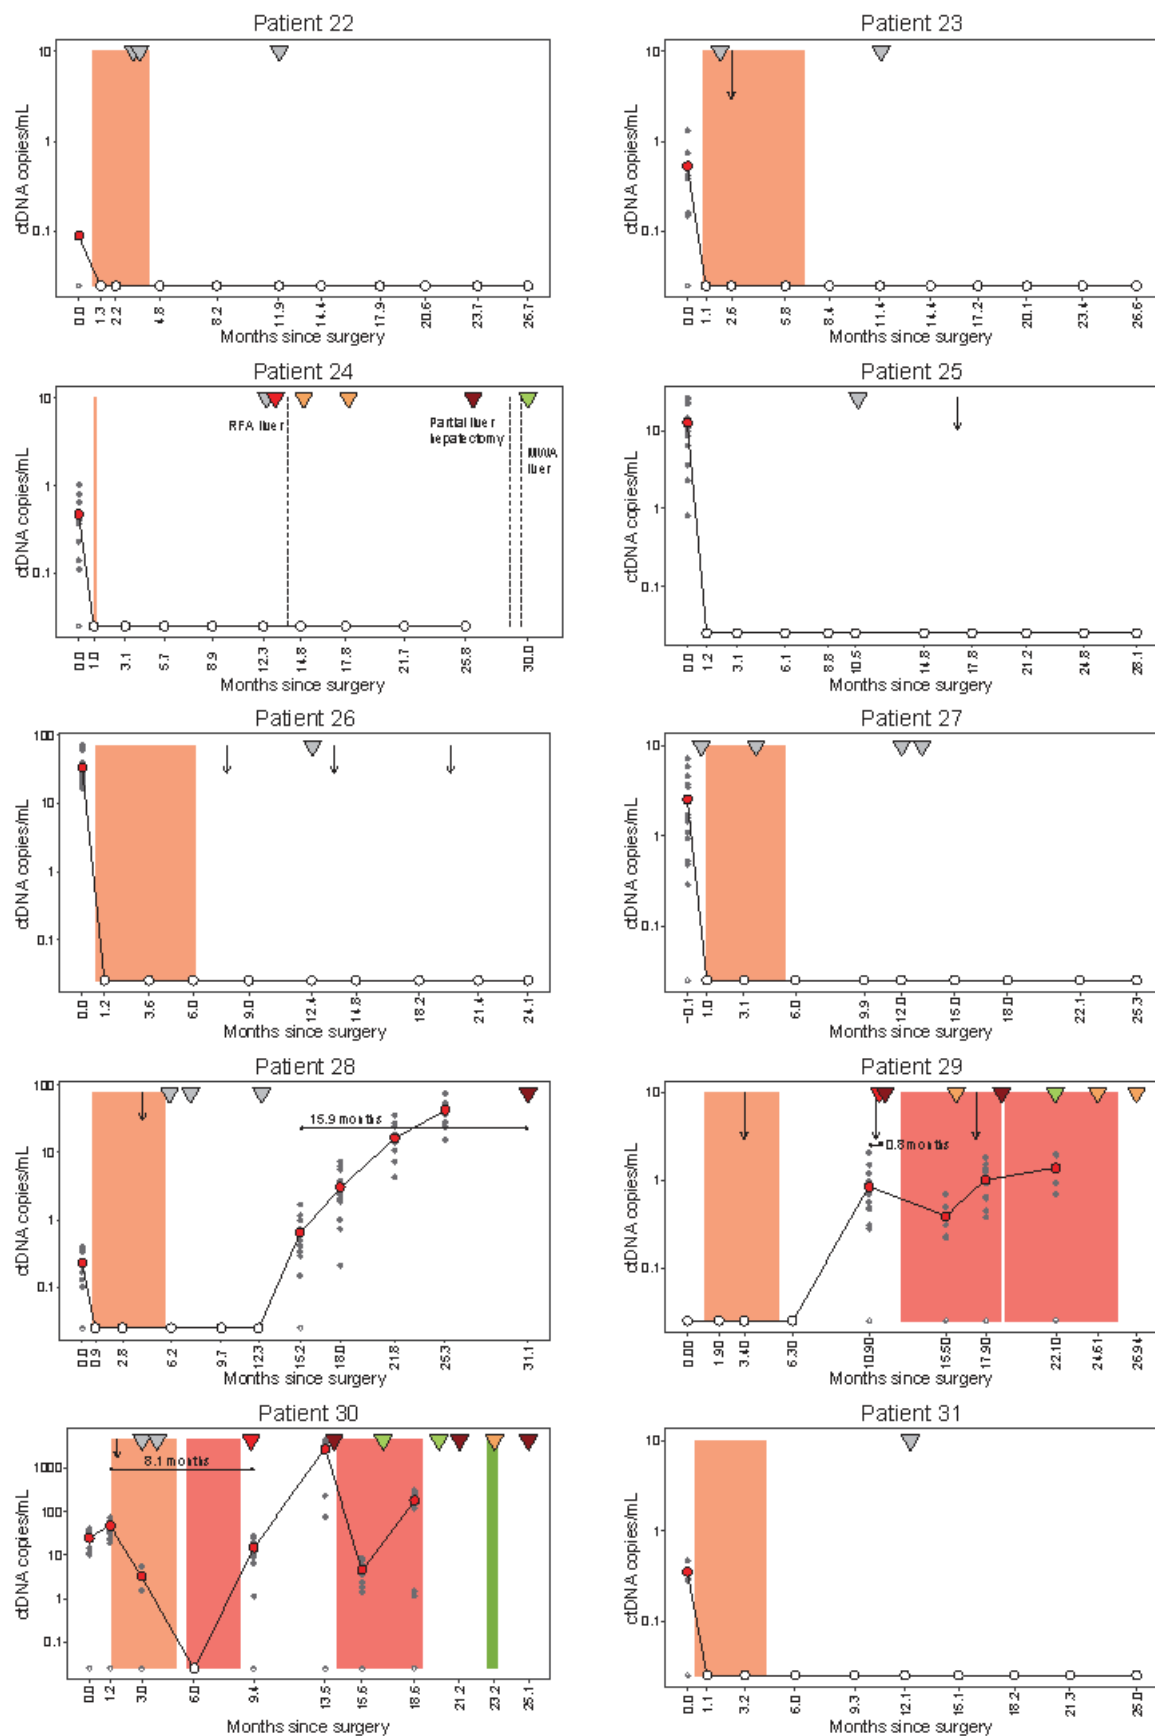 Patient 22
10
1
0.1
ctDNA copies/mL
0.0 1.3 2.2 4.8 8.2 11.9 14.4 17.9 20.6 23.7 26.7
Months since surgery
Patient 23
10
1
0.1
ctDNA copies/mL
0.0 1.1 2.6 5.8 8.4 11.4 14.4 17.2 20.1 23.4 26.6
Months since surgery
Patient 24
10
1
0.1
ctDNA copies/mL
RFA liver
Partial liver
hepatectomy
MWA
liver
0.0 1.0 3.1 5.7 8.9 12.3 14.8 17.8 21.7 25.8 30.0
Months since surgery
Patient 25
10
1
0.1
ctDNA copies/mL
0.0 1.2 3.1 6.1 8.8 10.5 14.8 17.8 21.2 24.8 28.1
Months since surgery
Patient 26
100
10
1
0.1
ctDNA copies/mL
0.0 1.2 3.6 6.0 9.0 12.4 14.8 18.2 21.4 24.1
Months since surgery
Patient 27
10
1
0.1
ctDNA copies/mL
-0.1 1.0 3.1 6.0 9.9 12.0 15.0 18.0 22.1 25.3
Months since surgery
Patient 28
100
10
1
0.1
ctDNA copies/mL
15.9 months
0.0 0.9 2.8 6.2 9.7 12.3 15.2 18.0 21.8 25.3 31.1
Months since surgery
Patient 29
10
1
0.1
ctDNA copies/mL
0.8 months
0.00 1.90 3.40 6.30 10.90 15.50 17.90 22.10 24.61 26.94
Months since surgery
Patient 30
1000
100
10
1
0.1
ctDNA copies/mL
8.1 months
0.0 1.2 3.0 6.0 9.4 13.5 15.6 18.6 21.2 23.2 25.1
Months since surgery
Patient 31
10
1
0.1
ctDNA copies/mL
0.0 1.1 3.2 6.0 9.3 12.1 15.1 18.2 21.3 25.0
Months since surgery